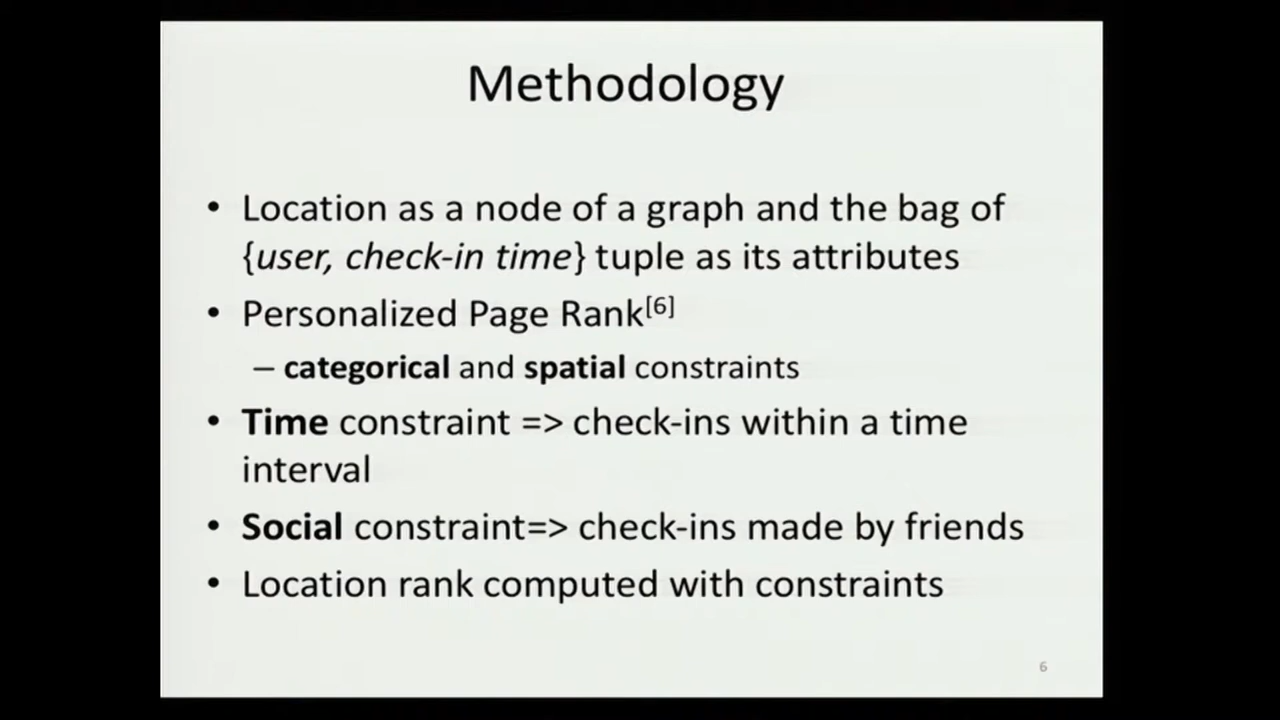 Methodology
• Location as a node of a graph and the bag of
{user, check-in time} tuple as its attributes
• Personalized Page Rank[6]
– categorical and spatial constraints
• Time constraint => check-ins within a time
interval
• Social constraint=> check-ins made by friends
• Location rank computed with constraints
6